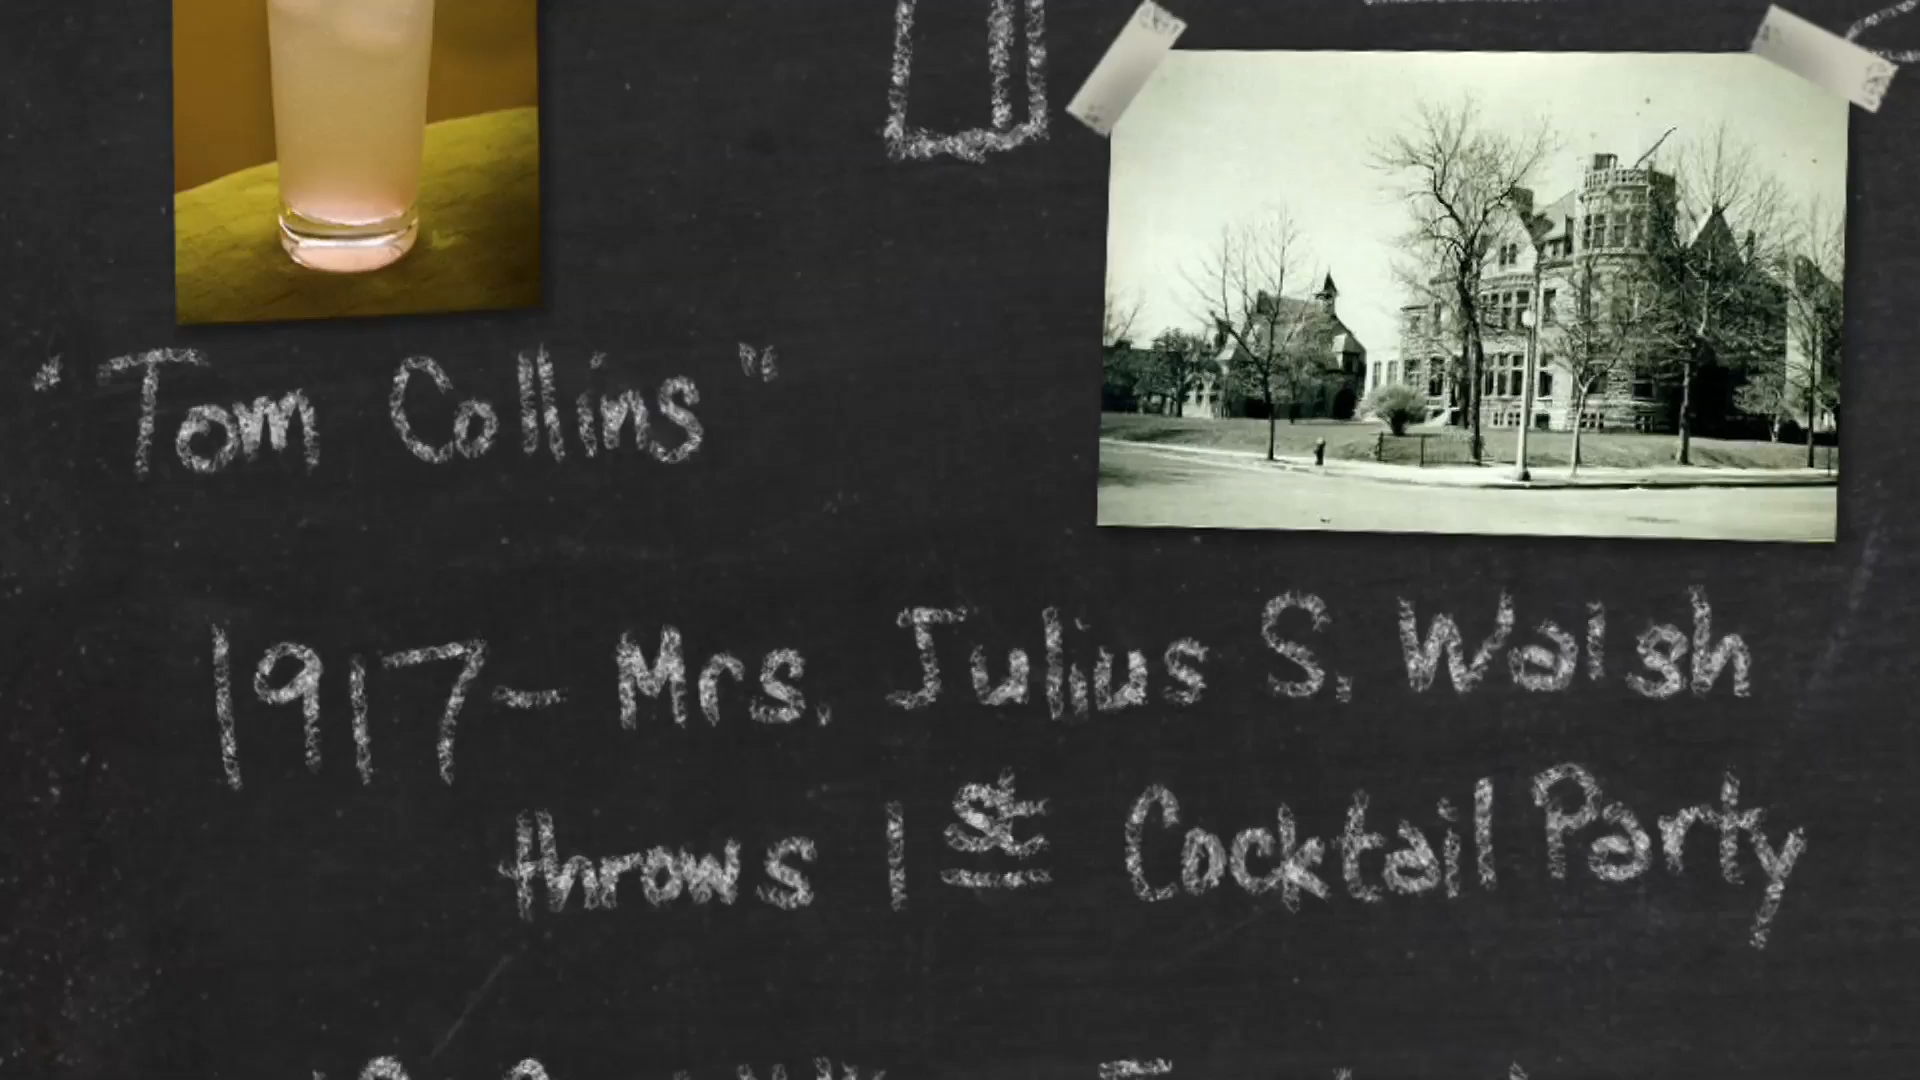 "Tom Collins"
1917- Mrs. Julius S. Walsh
throws 1st Cocktail Party